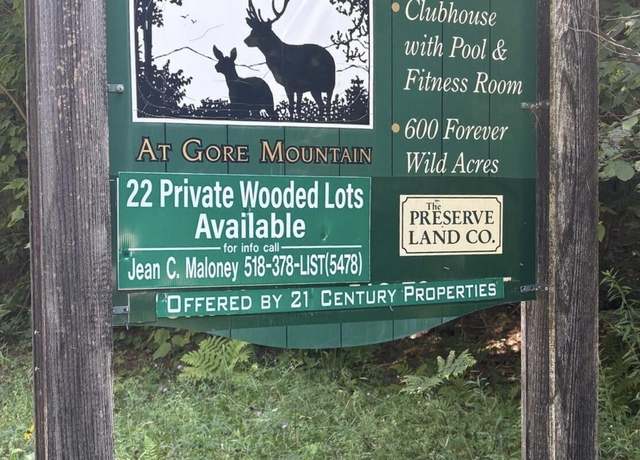 • Clubhouse
with Pool &
Fitness Room
• 600 Forever
Wild Acres
AT GORE MOUNTAIN
22 Private Wooded Lots
Available
for info call
Jean C. Maloney 518-378-LIST(5478)
The
PRESERVE
LAND CO.
OFFERED BY 21 CENTURY PROPERTIES